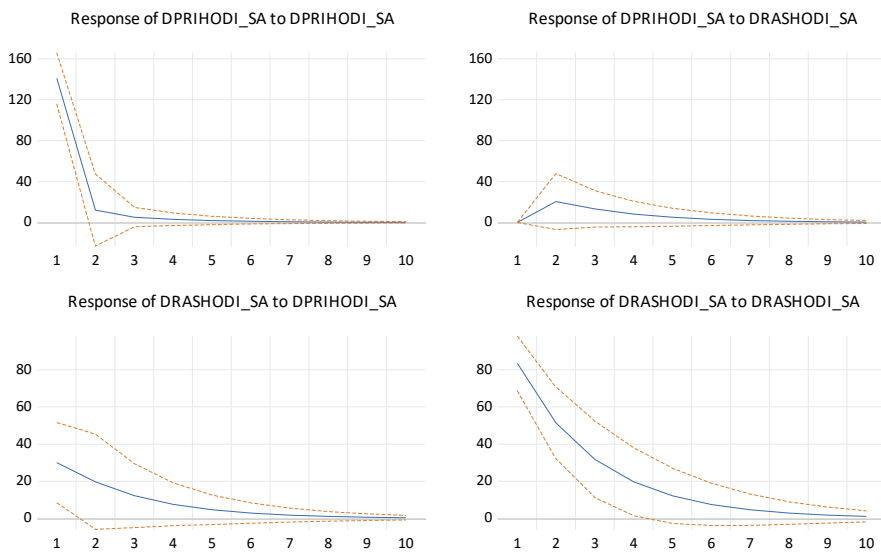 Response of DPRIHODI_SA to DPRIHODI_SA
160
120
80
40
0
1 2 3 4 5 6 7 8 9 10
Response of DPRIHODI_SA to DRASHODI_SA
160
120
80
40
0
1 2 3 4 5 6 7 8 9 10
Response of DRASHODI_SA to DPRIHODI_SA
80
60
40
20
0
1 2 3 4 5 6 7 8 9 10
Response of DRASHODI_SA to DRASHODI_SA
80
60
40
20
0
1 2 3 4 5 6 7 8 9 10